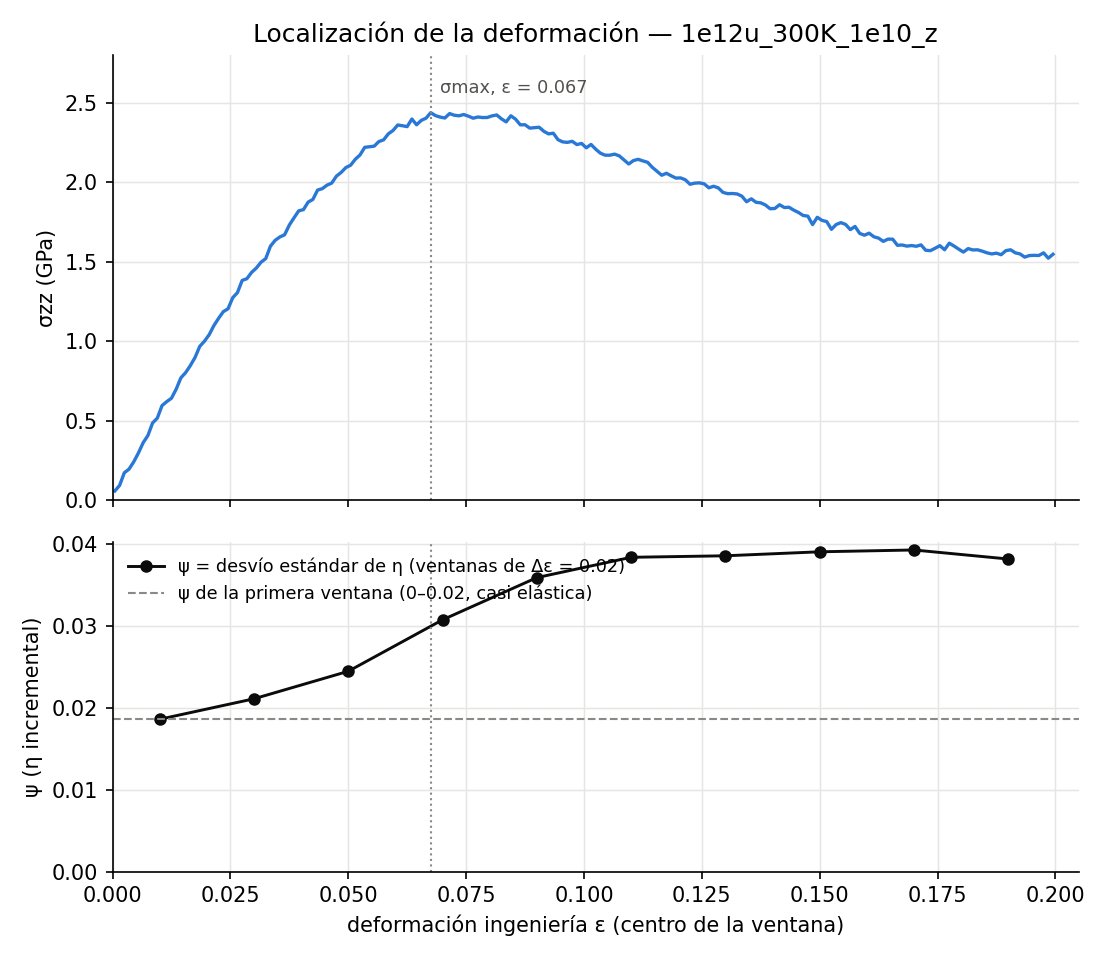 Localización de la deformación — 1e12u_300K_1e10_z
σmax, ε = 0.067
2.5
2.0
1.5
1.0
0.5
0.0
σzz (GPa)
ψ = desvío estándar de η (ventanas de Δε = 0.02)
ψ de la primera ventana (0–0.02, casi elástica)
0.04
0.03
0.02
0.01
0.00
ψ (η incremental)
0.000 0.025 0.050 0.075 0.100 0.125 0.150 0.175 0.200
deformación ingeniería ε (centro de la ventana)